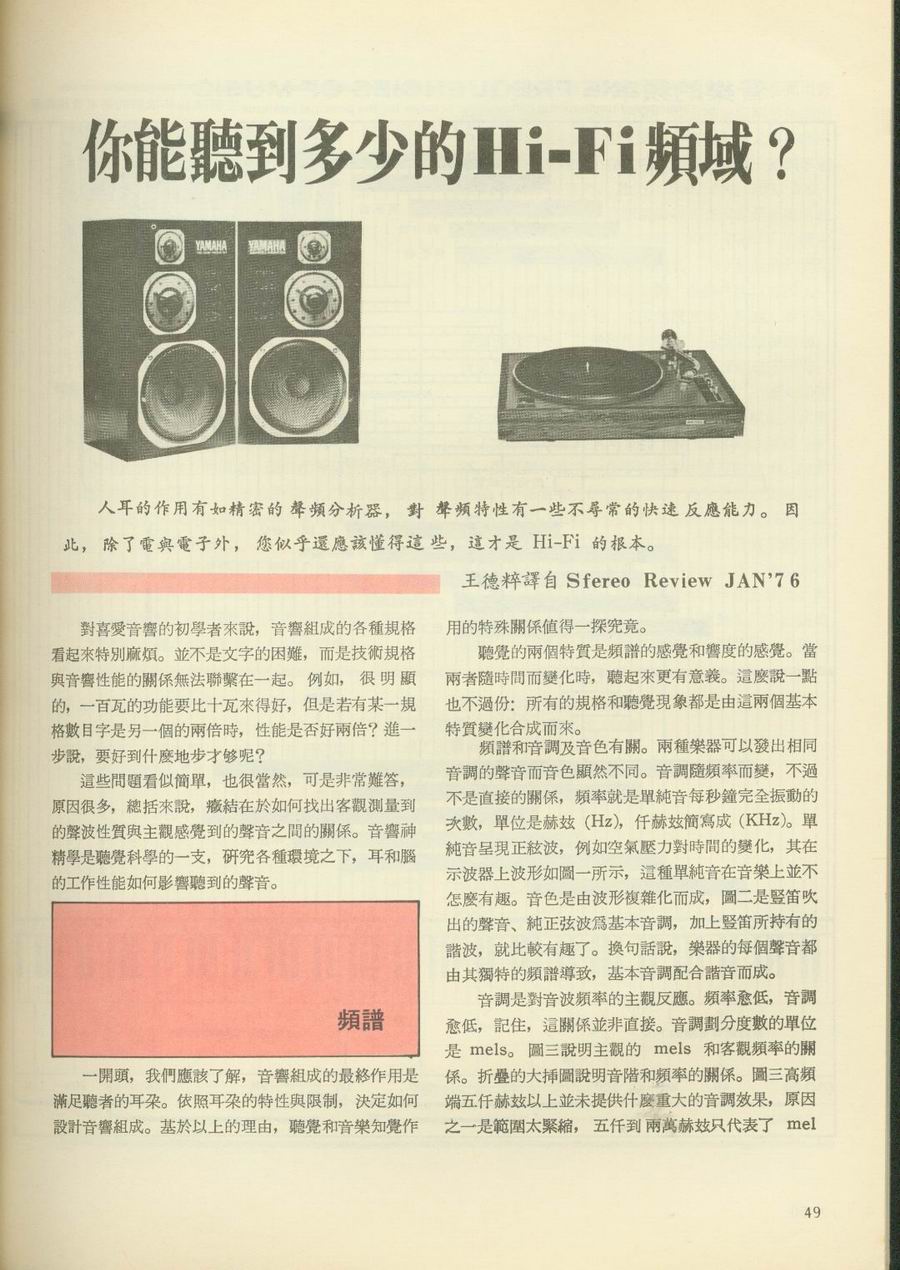 你能聽到多少的Hi-Fi頻域？
YAMAHA
YAMAHA
人耳的作用有如精密的聲頻分析器，對聲頻特性有一些不尋常的快速反應能力。因
此，除了電與電子外，您似乎還應該懂得這些，這才是 Hi-Fi 的根本。
王德粹譯自 Sfereo Review JAN'76
對喜愛音響的初學者來說，音響組成的各種規格
看起來特別麻煩。並不是文字的困難，而是技術規格
與音響性能的關係無法聯繫在一起。例如，很明顯
的，一百瓦的功能要比十瓦來得好，但是若有某一規
格數目字是另一個的兩倍時，性能是否好兩倍？進一
步說，要好到什麼地步才够呢？
這些問題看似簡單，也很當然，可是非常難答，
原因很多，總括來說，癥結在於如何找出客觀測量到
的聲波性質與主觀感覺到的聲音之間的關係。音響神
精學是聽覺科學的一支，研究各種環境之下，耳和腦
的工作性能如何影響聽到的聲音。
頻譜
一開頭，我們應該了解，音響組成的最終作用是
滿足聽者的耳朶。依照耳朶的特性與限制，決定如何
設計音響組成。基於以上的理由，聽覺和音樂知覺作
用的特殊關係值得一探究竟。
聽覺的兩個特質是頻譜的感覺和響度的感覺。當
兩者隨時間而變化時，聽起來更有意義。這麼說一點
也不過份：所有的規格和聽覺現象都是由這兩個基本
特質變化合成而來。
頻譜和音調及音色有關。兩種樂器可以發出相同
音調的聲音而音色顯然不同。音調隨頻率而變，不過
不是直接的關係，頻率就是單純音每秒鐘完全振動的
次數，單位是赫玆 (Hz)，仟赫玆簡寫成 (KHz)。單
純音呈現正絃波，例如空氣壓力對時間的變化，其在
示波器上波形如圖一所示，這種單純音在音樂上並不
怎麼有趣。音色是由波形複雜化而成，圖二是豎笛吹
出的聲音、純正弦波爲基本音調，加上豎笛所持有的
諧波，就比較有趣了。換句話說，樂器的每個聲音都
由其獨特的頻譜導致，基本音調配合諧音而成。
音調是對音波頻率的主觀反應。頻率愈低，音調
愈低，記住，這關係並非直接。音調劃分度數的單位
是 mels。圖三說明主觀的 mels 和客觀頻率的關
係。折疊的大挿圖說明音階和頻率的關係。圖三高頻
端五仟赫玆以上並未提供什麼重大的音調效果，原因
之一是範圍太緊縮，五仟到兩萬赫玆只代表了 mel
49